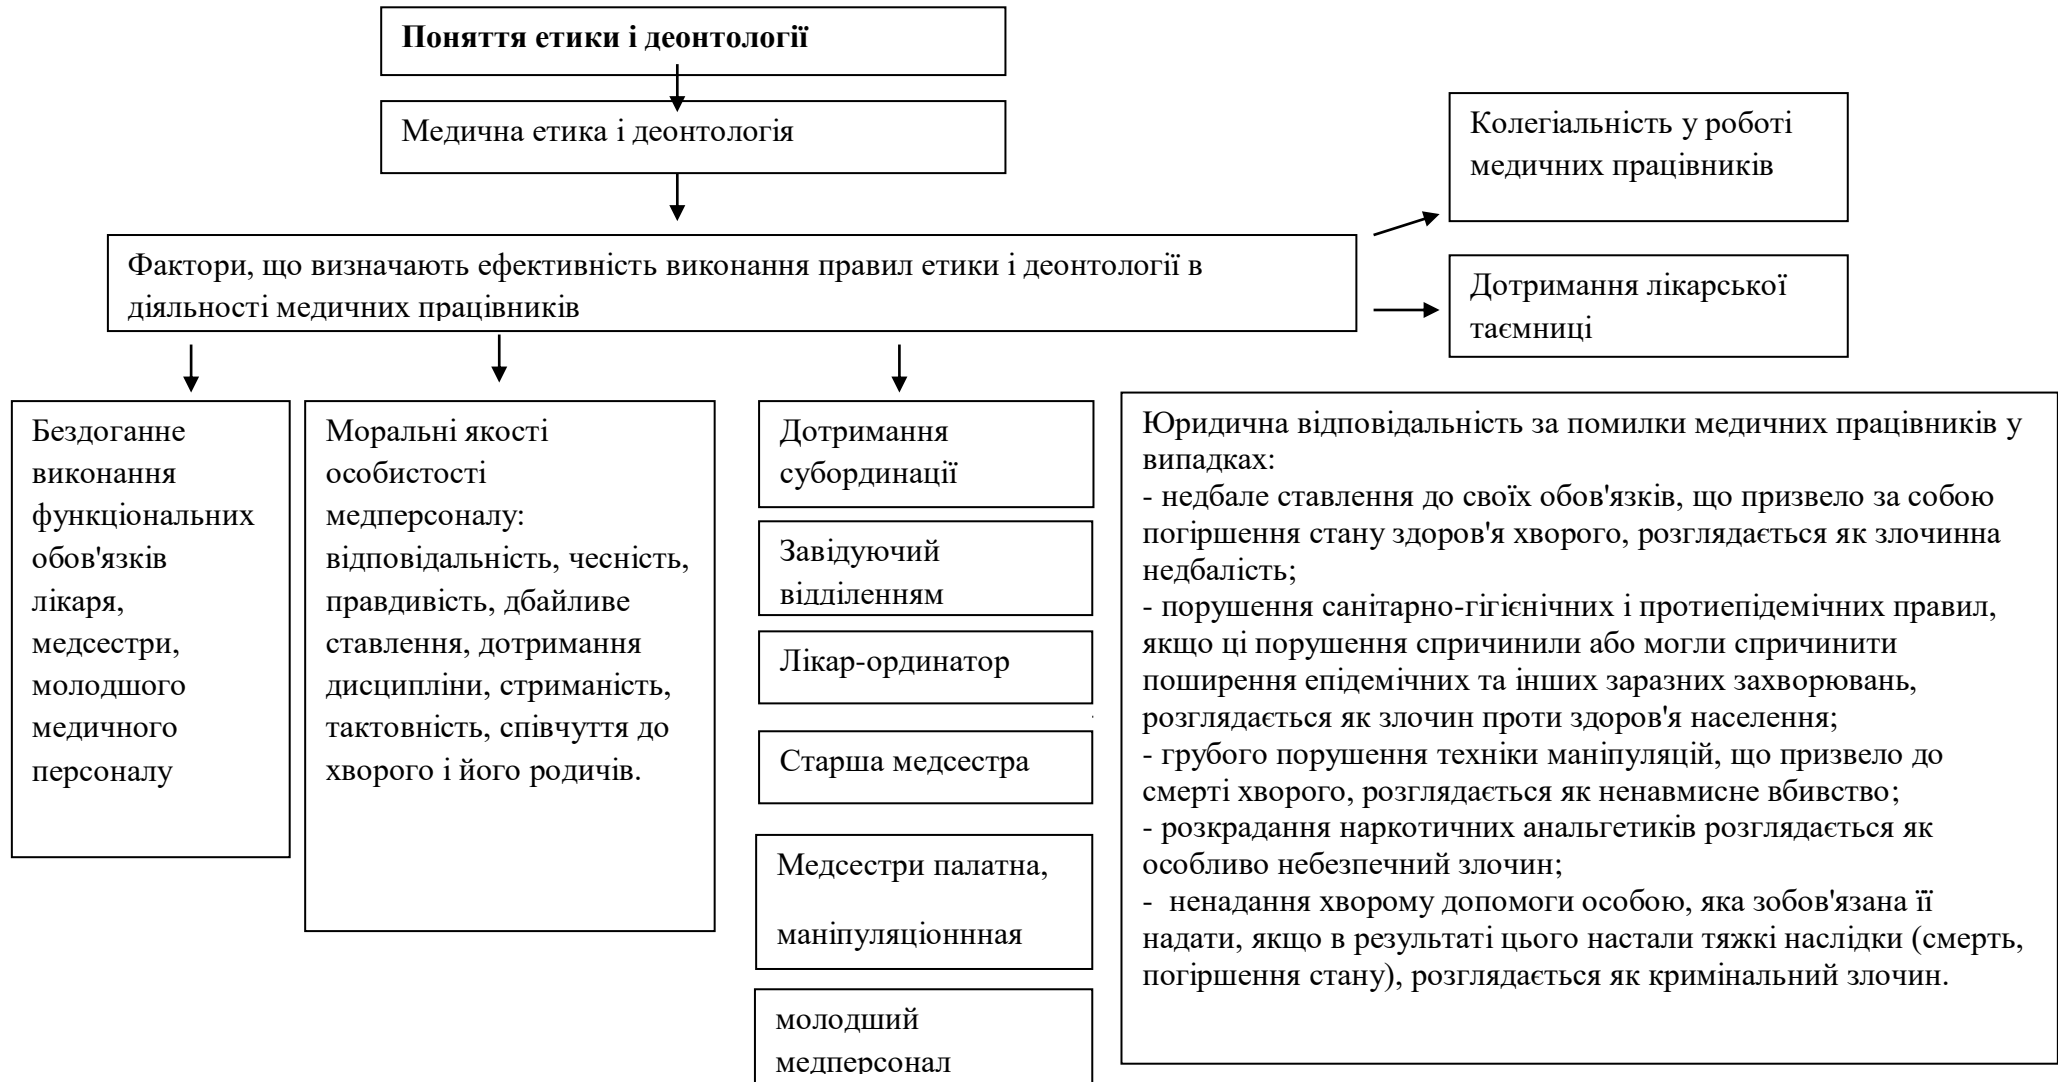 Поняття етики і деонтології
Медична етика і деонтологія
Колегіальність у роботі
медичних працівників
Фактори, що визначають ефективність виконання правил етики і деонтології в
діяльності медичних працівників
Дотримання лікарської
таємниці
Бездоганне
виконання
функціональних
обов'язків
лікаря,
медсестри,
молодшого
медичного
персоналу
Моральні якості
особистості
медперсоналу:
відповідальність, чесність,
правдивість, дбайливе
ставлення, дотримання
дисципліни, стриманість,
тактовність, співчуття до
хворого і його родичів.
Дотримання
субординації
Завідуючий
відділенням
Лікар-ординатор
Старша медсестра
Медсестри палатна,
маніпуляціоннная
молодший
медперсонал
Юридична відповідальність за помилки медичних працівників у
випадках:
- недбале ставлення до своїх обов'язків, що призвело за собою
погіршення стану здоров'я хворого, розглядається як злочинна
недбалість;
- порушення санітарно-гігієнічних і протиепідемічних правил,
якщо ці порушення спричинили або могли спричинити
поширення епідемічних та інших заразних захворювань,
розглядається як злочин проти здоров'я населення;
- грубого порушення техніки маніпуляцій, що призвело до
смерті хворого, розглядається як ненавмисне вбивство;
- розкрадання наркотичних анальгетиків розглядається як
особливо небезпечний злочин;
- ненадання хворому допомоги особою, яка зобов'язана її
надати, якщо в результаті цього настали тяжкі наслідки (смерть,
погіршення стану), розглядається як кримінальний злочин.